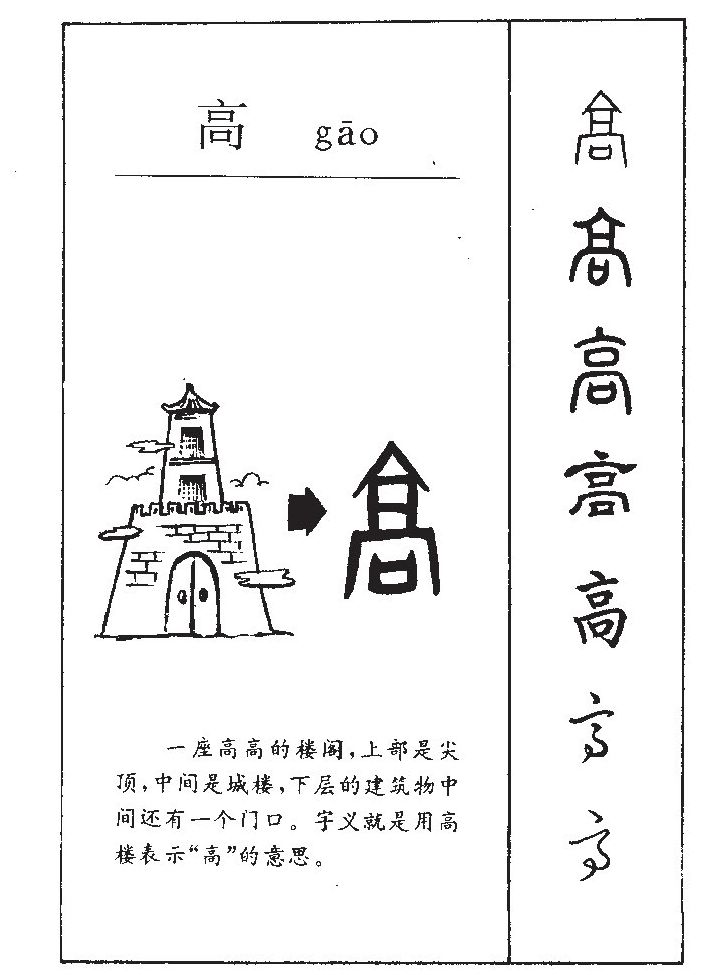 高 gāo
一座高高的楼阁，上部是尖
顶，中间是城楼，下层的建筑物中
间还有一个门口。字义就是用高
楼表示“高”的意思。
高
高
高
高
高
高
高
高